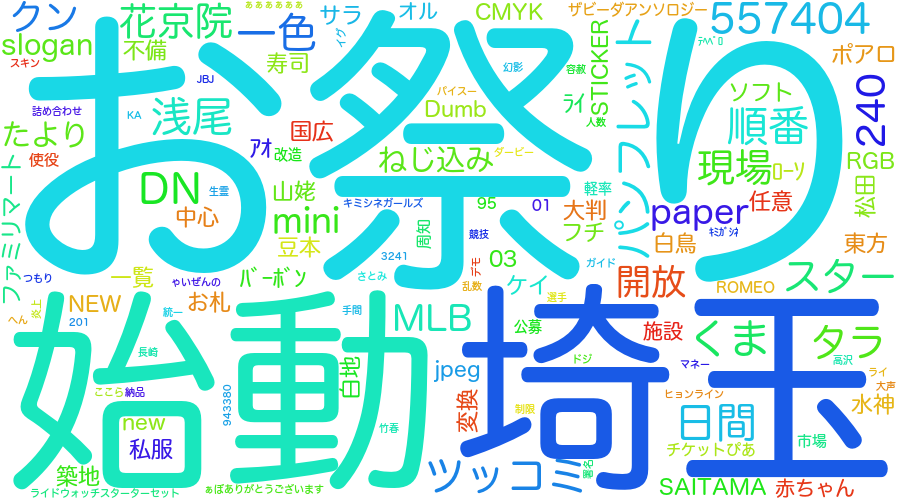 お祭り
始動
埼玉
クン
花京院
ぁぁぁぁぁぁ
サラ
オル
CMYK
ザビーダアンソロジー
557404
slogan
不備
一色
イグ
幻影
容赦
STICKER
パンフレット
ﾃﾍﾍﾟﾛ
ポアロ
スキン
JBJ
寿司
バイスー
Dumb
ライ
ソフト
240
詰め合わせ
KA
浅尾
国広
人数
順番
たより
使役
ｱｵ
改造
ねじ込み
ダービー
現場
ﾛｰｿ
RGB
ファミリマート
DN
生霊
山姥
キミシネガールズ
95
01
軽率
大判
paper
任意
松田
中心
mini
周知
競技
フチ
白鳥
ｷﾐｶﾞｼﾈ
東方
つもり
一覧
ゃいぜんの
ﾊﾞｰﾎﾞﾝ
豆本
3241
さとみ
デモ
乱数
03
ガイド
ケイ
開放
ROMEO
スター
NEW
お札
炎上
へん
201
統一
手間
MLB
選手
公募
施設
くま
タラ
長崎
白地
jpeg
ドジ
マネー
高沢
ライ
大声
ここら
納品
943380
変換
制限
ヒョンライン
日間
水神
new
私服
竹春
署名
市場
チケットぴあ
築地
ツッコミ
SAITAMA
赤ちゃん
ライドウォッチスターターセット
ぁぼありがとうございます